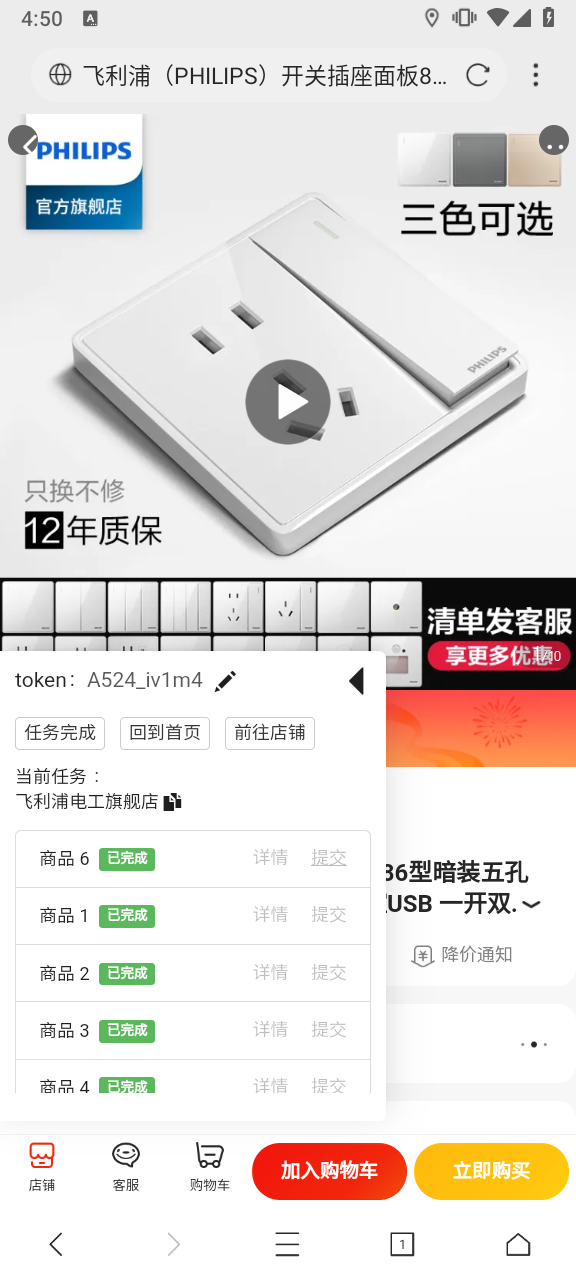 4:50
A
飞利浦（PHILIPS）开关插座面板8...
PHILIPS
官方旗舰店
三色可选
PHILIPS
只换不修
12年质保
清单发客服
享更多优惠
token： A524_iv1m4
任务完成
回到首页
前往店铺
当前任务：
飞利浦电工旗舰店
商品 6 已完成 详情 提交
商品 1 已完成 详情 提交
商品 2 已完成 详情 提交
商品 3 已完成 详情 提交
商品 4 已完成 详情 提交
86型暗装五孔
USB 一开双.
降价通知
店铺
客服
购物车
加入购物车
立即购买
1